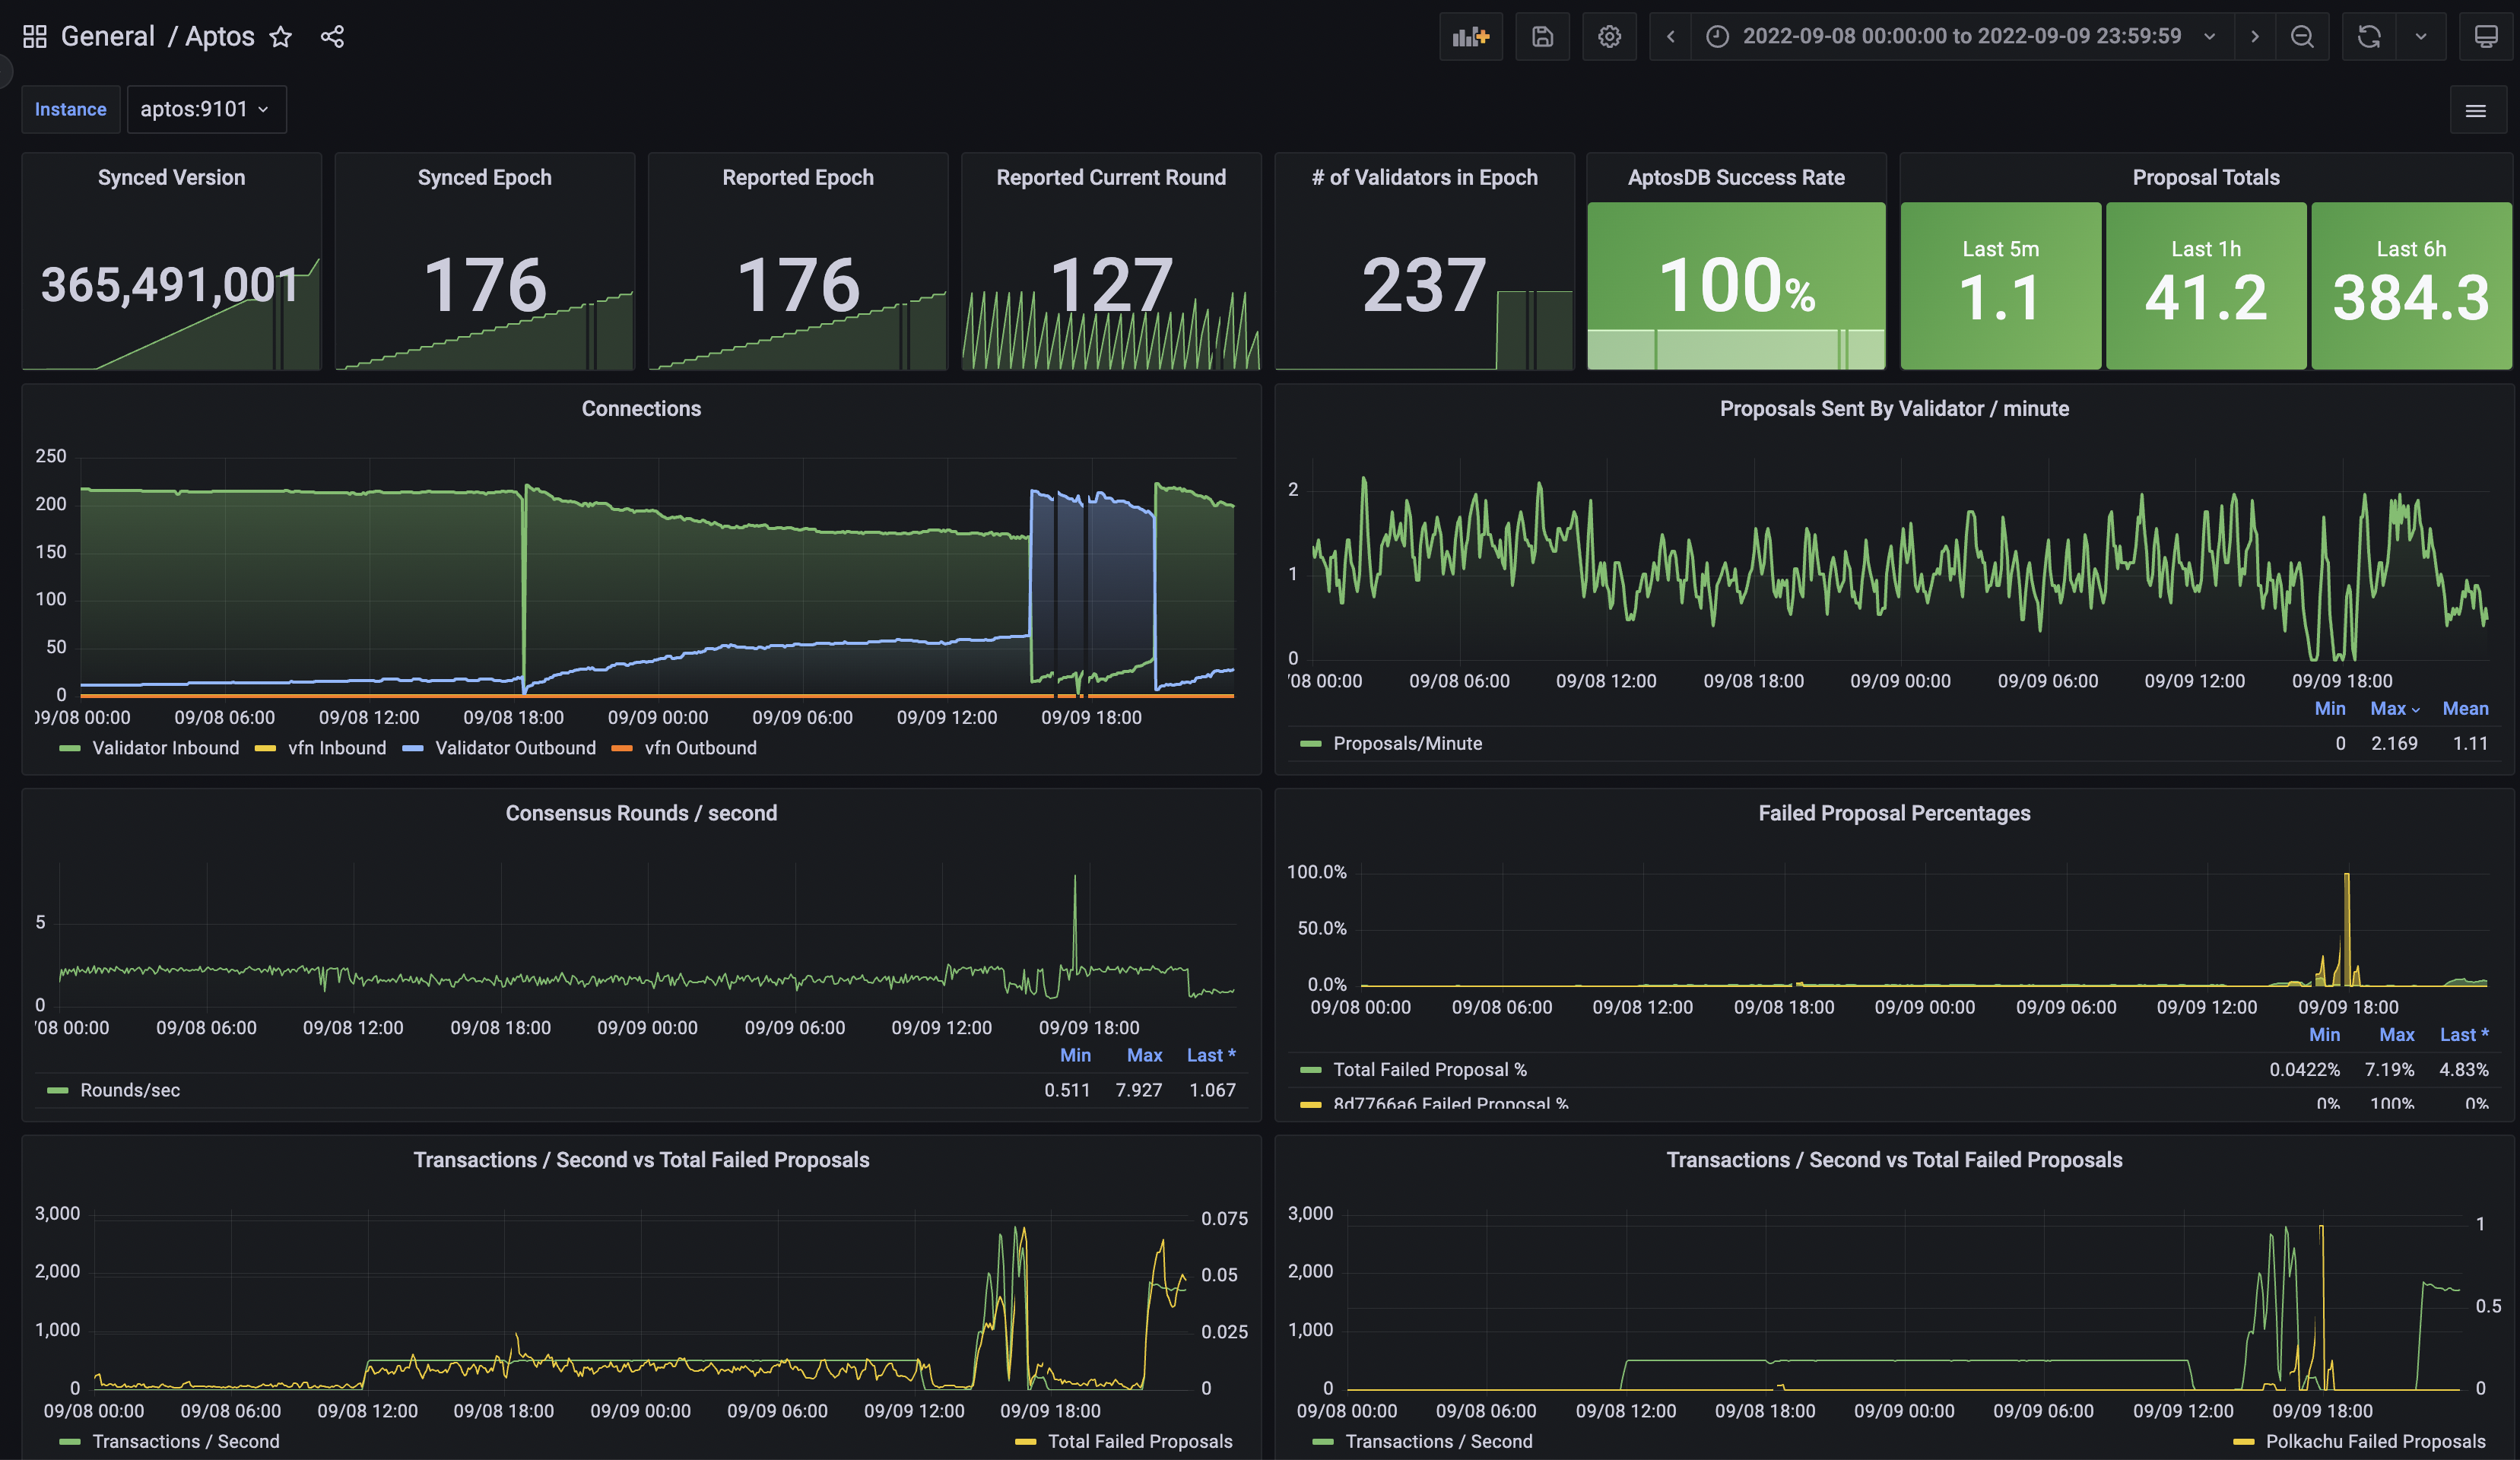 General / Aptos
2022-09-08 00:00:00 to 2022-09-09 23:59:59
Instance aptos:9101
Synced Version
365,491,001
Synced Epoch
176
Reported Epoch
176
Reported Current Round
127
# of Validators in Epoch
237
AptosDB Success Rate
100%
Proposal Totals
Last 5m
1.1
Last 1h
41.2
Last 6h
384.3
Connections
250
200
150
100
50
0
09/08 00:00 09/08 06:00 09/08 12:00 09/08 18:00 09/09 00:00 09/09 06:00 09/09 12:00 09/09 18:00
Validator Inbound vfn Inbound Validator Outbound vfn Outbound
Proposals Sent By Validator / minute
2
1
0
'08 00:00 09/08 06:00 09/08 12:00 09/08 18:00 09/09 00:00 09/09 06:00 09/09 12:00 09/09 18:00
Min Max Mean
Proposals/Minute 0 2.169 1.11
Consensus Rounds / second
5
0
'08 00:00 09/08 06:00 09/08 12:00 09/08 18:00 09/09 00:00 09/09 06:00 09/09 12:00 09/09 18:00
Min Max Last *
Rounds/sec 0.511 7.927 1.067
Failed Proposal Percentages
100.0%
50.0%
0.0%
09/08 00:00 09/08 06:00 09/08 12:00 09/08 18:00 09/09 00:00 09/09 06:00 09/09 12:00 09/09 18:00
Min Max Last *
Total Failed Proposal % 0.0422% 7.19% 4.83%
8d7766a6 Failed Proposal % 0% 100% 0%
Transactions / Second vs Total Failed Proposals
3,000 0.075
2,000 0.05
1,000 0.025
0 0
09/08 00:00 09/08 06:00 09/08 12:00 09/08 18:00 09/09 00:00 09/09 06:00 09/09 12:00 09/09 18:00
Transactions / Second Total Failed Proposals
Transactions / Second vs Total Failed Proposals
3,000 1
2,000
0.5
1,000
0 0
09/08 00:00 09/08 06:00 09/08 12:00 09/08 18:00 09/09 00:00 09/09 06:00 09/09 12:00 09/09 18:00
Transactions / Second Polkachu Failed Proposals